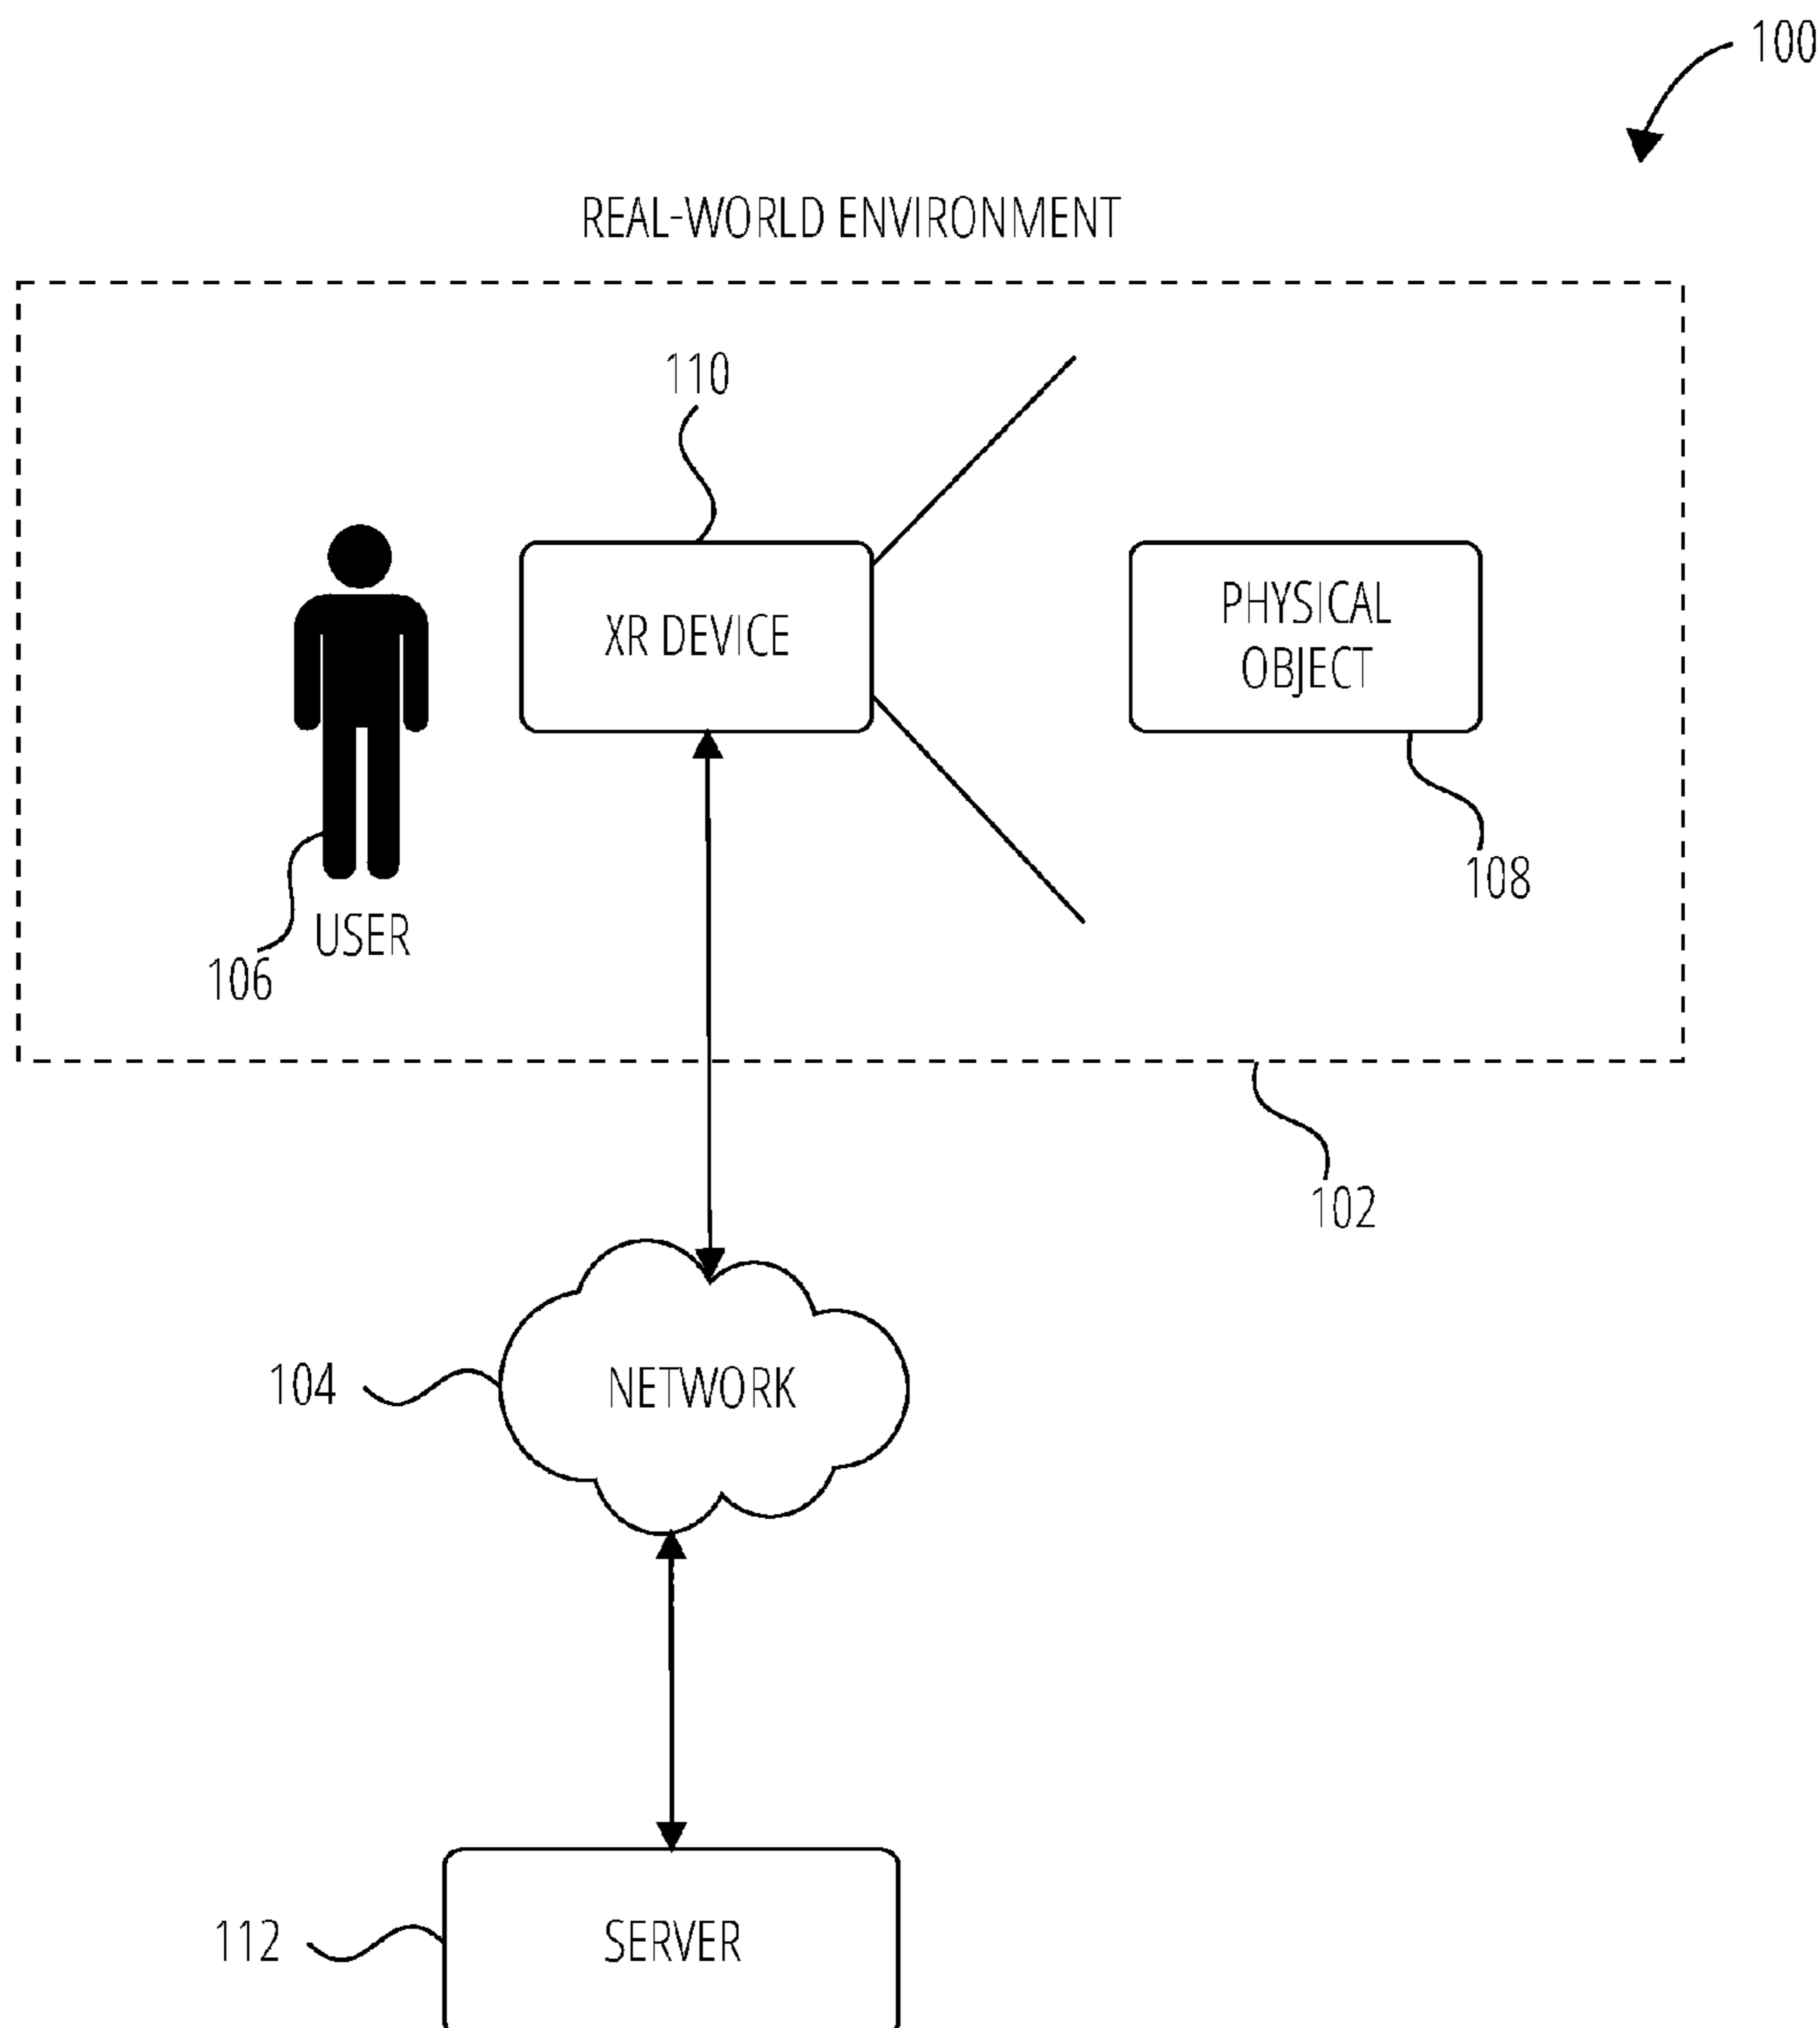 100
REAL-WORLD ENVIRONMENT
110
XR DEVICE
PHYSICAL
OBJECT
108
USER
106
102
104
NETWORK
112
SERVER